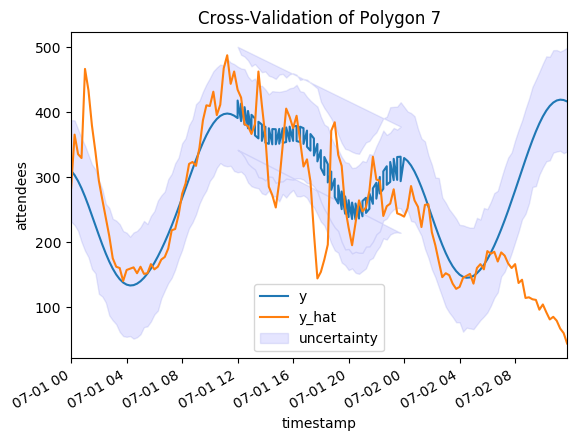 Cross-Validation of Polygon 7
attendees
500
400
300
200
100
y
y_hat
uncertainty
07-01 00
07-01 04
07-01 08
07-01 12
07-01 16
07-01 20
07-02 00
07-02 04
07-02 08
timestamp